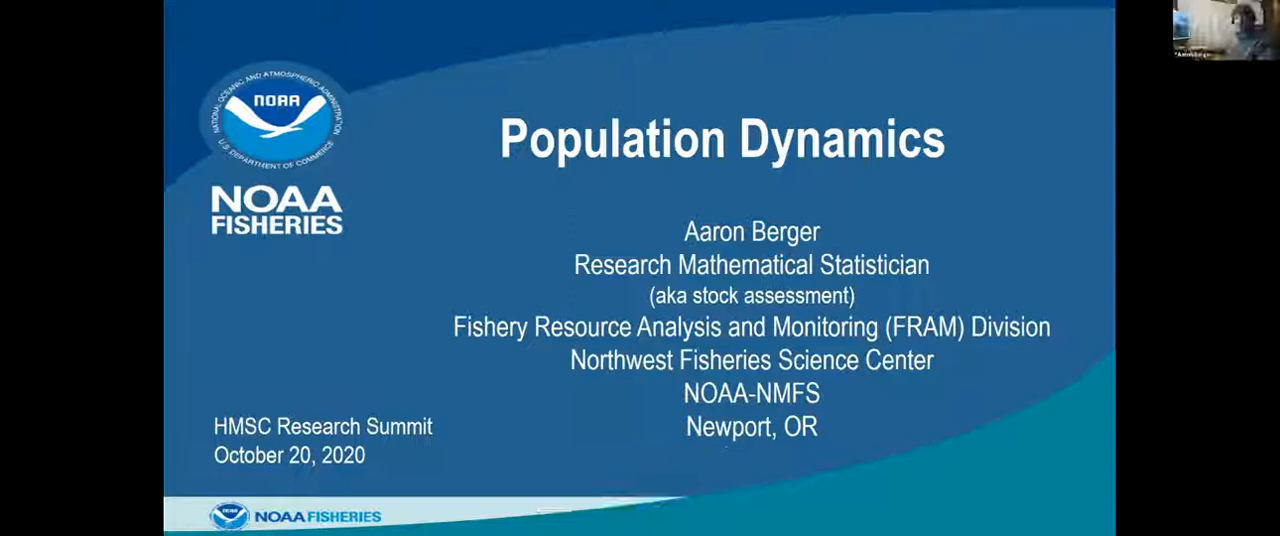 Population Dynamics
NOAA
NATIONAL OCEANIC AND ATMOSPHERIC ADMINISTRATION
U.S. DEPARTMENT OF COMMERCE
NOAA
FISHERIES
Aaron Berger
Research Mathematical Statistician
(aka stock assessment)
Fishery Resource Analysis and Monitoring (FRAM) Division
Northwest Fisheries Science Center
NOAA-NMFS
Newport, OR
HMSC Research Summit
October 20, 2020
NOAA FISHERIES